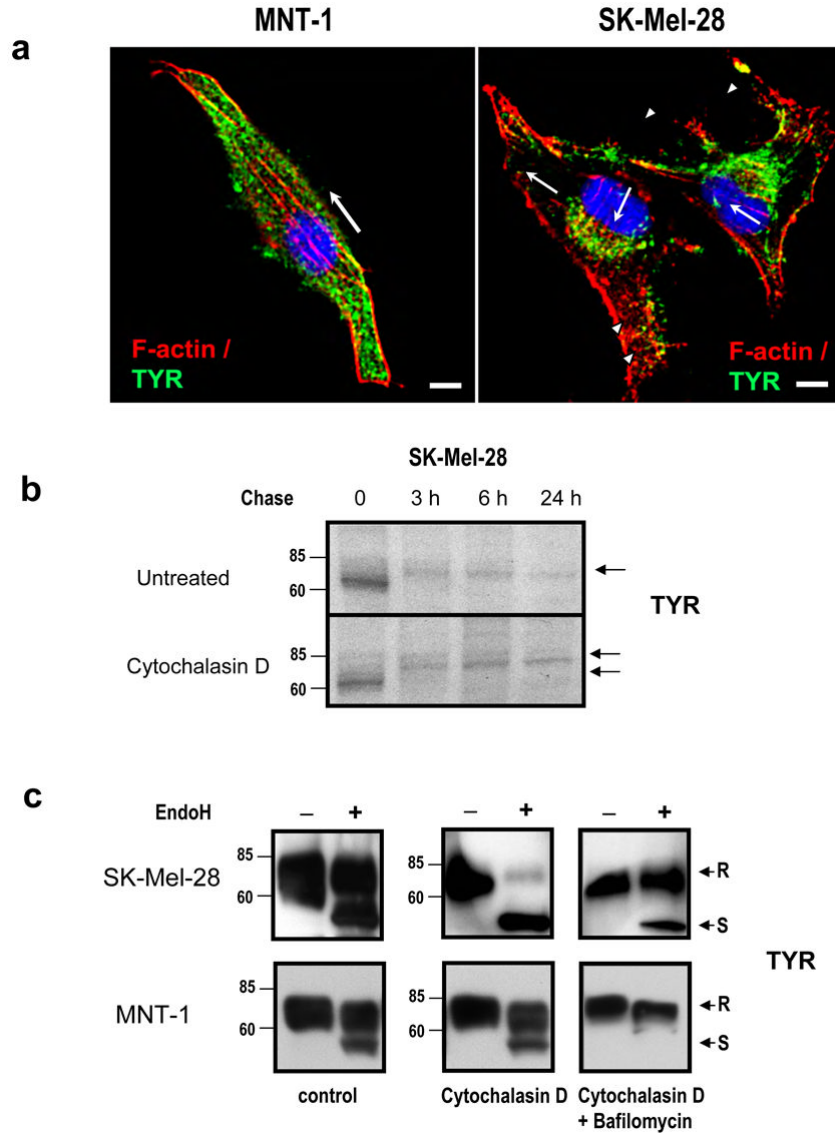 MNT-1 SK-Mel-28
a
F-actin / TYR
F-actin / TYR
SK-Mel-28
b
Chase 0 3 h 6 h 24 h
Untreated 85 60
TYR
Cytochalasin D 85 60
c
EndoH – + – + – +
SK-Mel-28 85 60 85 60 R S
TYR
MNT-1 85 60 85 60 R S
control Cytochalasin D Cytochalasin D + Bafilomycin